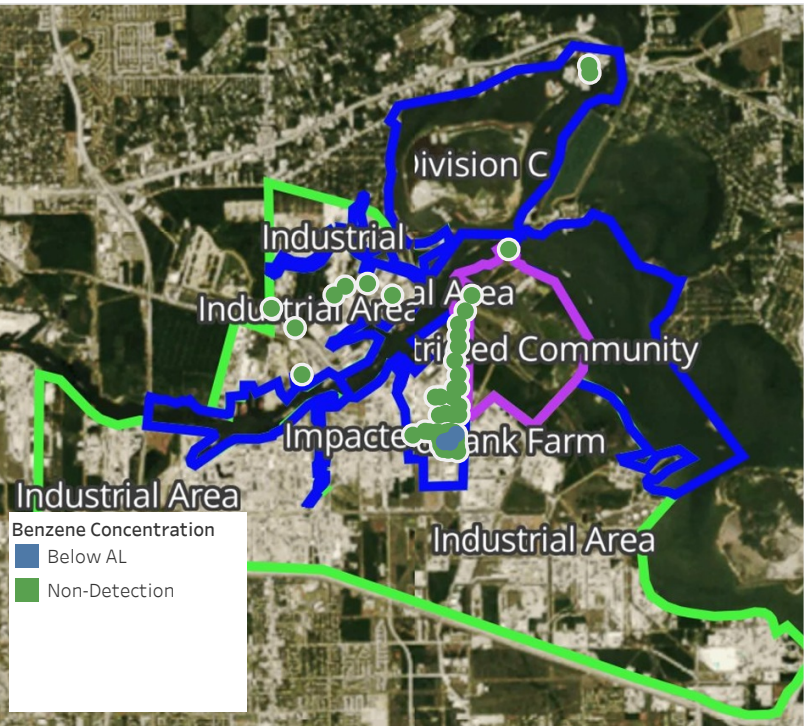 Division C
Industrial
Industrial Area
al Area
tricted Community
Impacted Tank Farm
Industrial Area
Industrial Area
Benzene Concentration
Below AL
Non-Detection